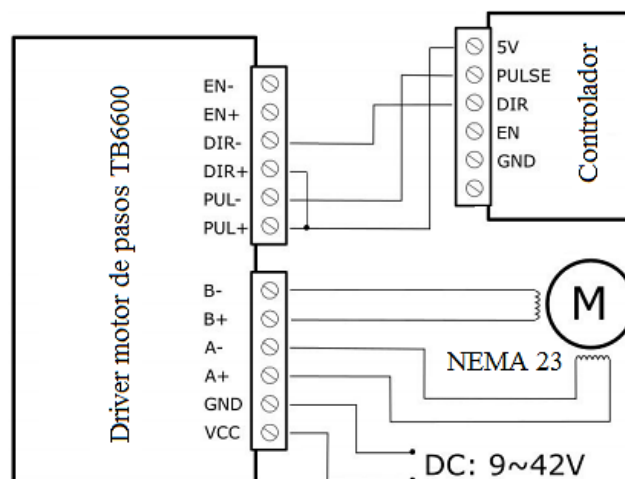 Driver motor de pasos TB6600
EN-
EN+
DIR-
DIR+
PUL-
PUL+
B-
B+
A-
A+
GND
VCC
5V
PULSE
DIR
EN
GND
Controlador
M
NEMA 23
DC: 9~42V